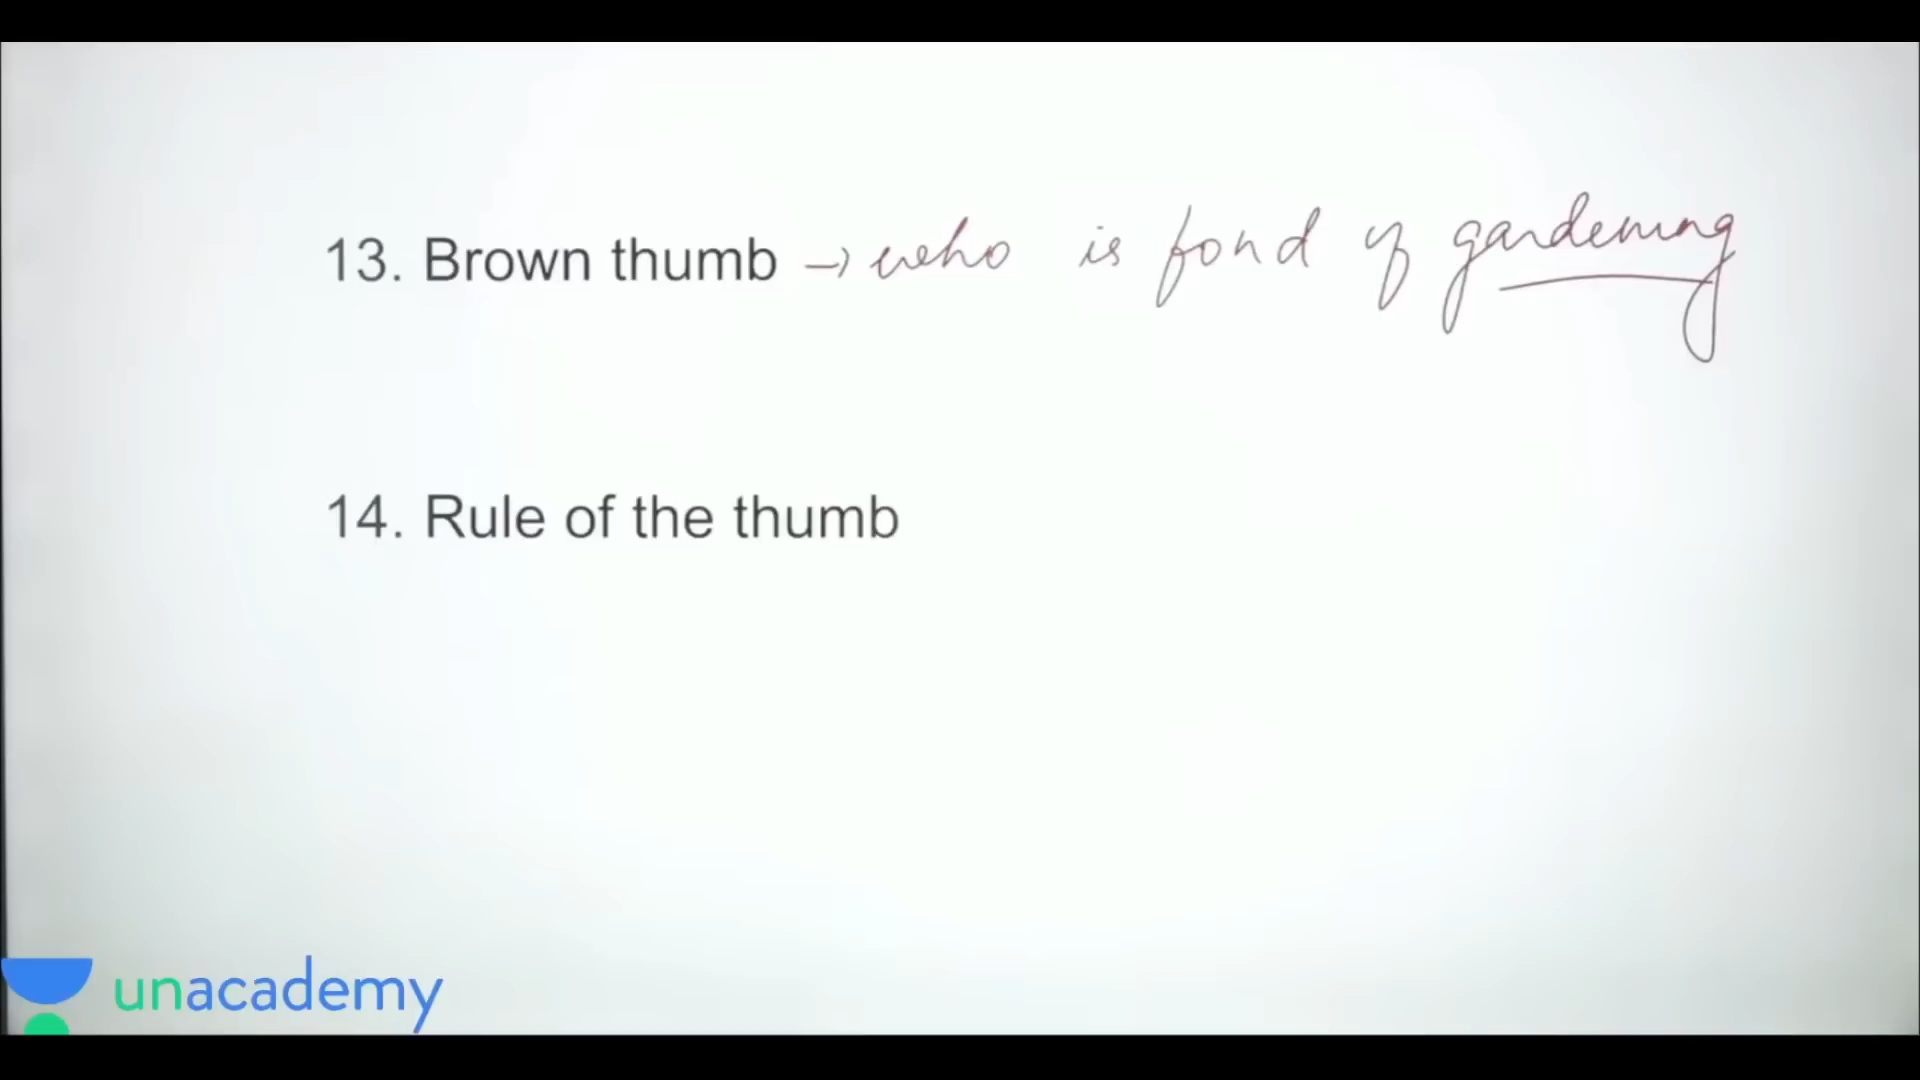 13. Brown thumb → who is fond of gardening
14. Rule of the thumb
unacademy